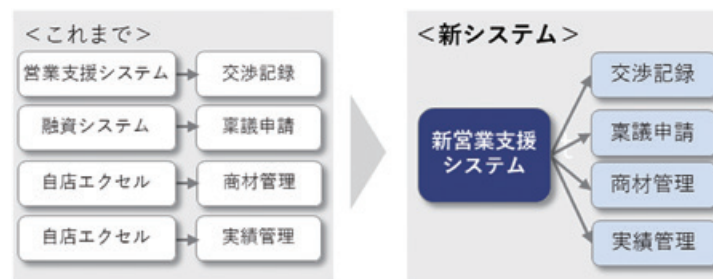 ＜これまで＞
営業支援システム
交渉記録
融資システム
稟議申請
自店エクセル
商材管理
自店エクセル
実績管理
＜新システム＞
新営業支援
システム
交渉記録
稟議申請
商材管理
実績管理